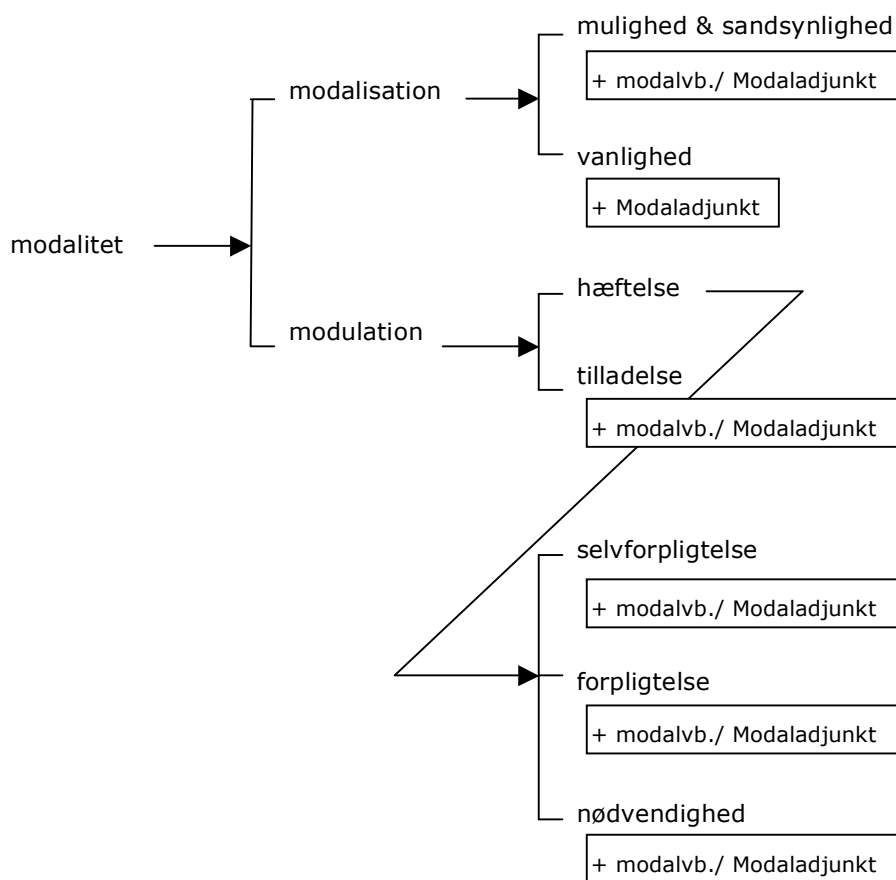 mulighed & sandsynlighed
+ modalvb./ Modaladjunkt
modalisation
vanlighed
+ Modaladjunkt
modalitet
hæftelse
modulation
tilladelse
+ modalvb./ Modaladjunkt
selvforpligtelse
+ modalvb./ Modaladjunkt
forpligtelse
+ modalvb./ Modaladjunkt
nødvendighed
+ modalvb./ Modaladjunkt